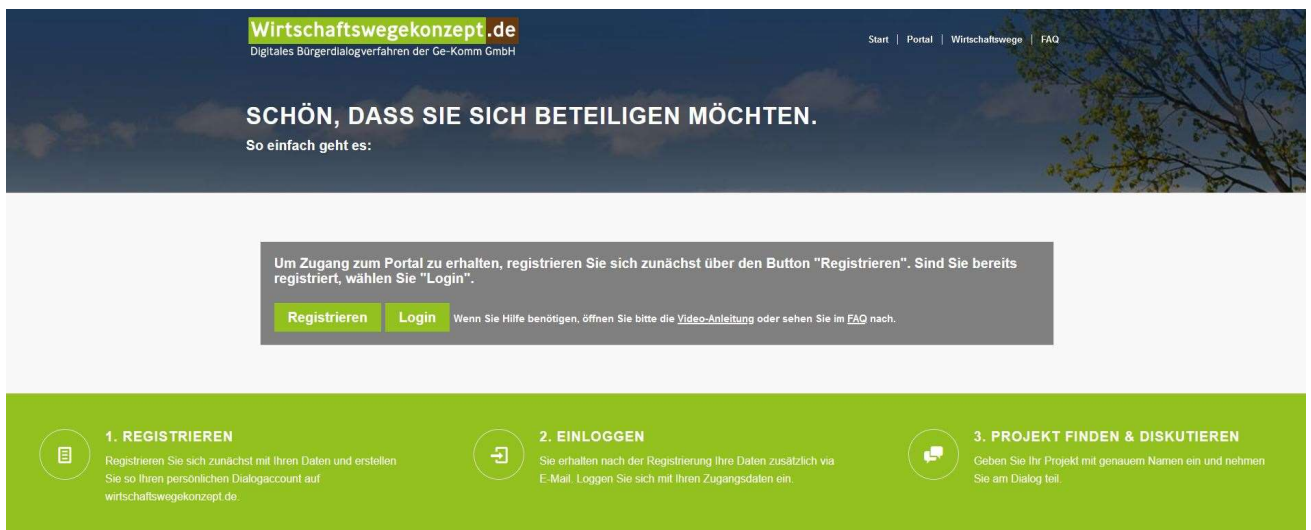 Wirtschaftswegekonzept.de
Digitales Bürgerdialogverfahren der Ge-Komm GmbH
Start | Portal | Wirtschaftswege | FAQ
SCHÖN, DASS SIE SICH BETEILIGEN MÖCHTEN.
So einfach geht es:
Um Zugang zum Portal zu erhalten, registrieren Sie sich zunächst über den Button "Registrieren". Sind Sie bereits
registriert, wählen Sie "Login".
Registrieren Login Wenn Sie Hilfe benötigen, öffnen Sie bitte die Video-Anleitung oder sehen Sie im FAQ nach.
1. REGISTRIEREN
Registrieren Sie sich zunächst mit Ihren Daten und erstellen
Sie so Ihren persönlichen Dialogaccount auf
wirtschaftswegekonzept.de.
2. EINLOGGEN
Sie erhalten nach der Registrierung Ihre Daten zusätzlich via
E-Mail. Loggen Sie sich mit Ihren Zugangsdaten ein.
3. PROJEKT FINDEN & DISKUTIEREN
Geben Sie Ihr Projekt mit genauem Namen ein und nehmen
Sie am Dialog teil.